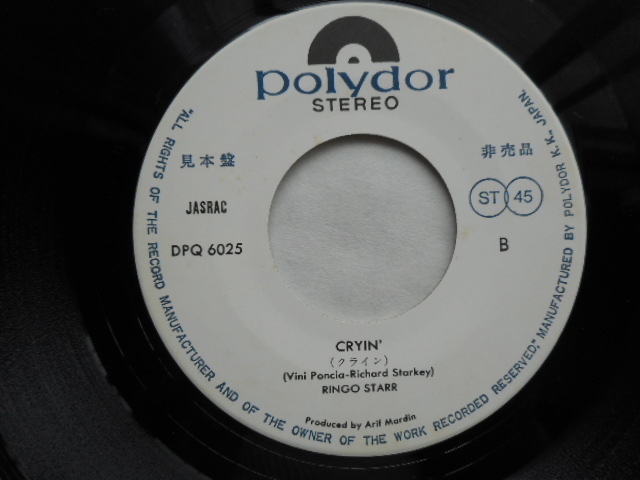 polydor
STEREO
見本盤
非売品
JASRAC
ST 45
DPQ 6025
B
CRYIN'
(クライン)
(Vini Poncia-Richard Starkey)
RINGO STARR
Produced by Arif Mardin
"ALL RIGHTS OF THE RECORD MANUFACTURER AND OF THE OWNER OF THE WORK RECORDED RESERVED," MANUFACTURED BY POLYDOR K.K., JAPAN.